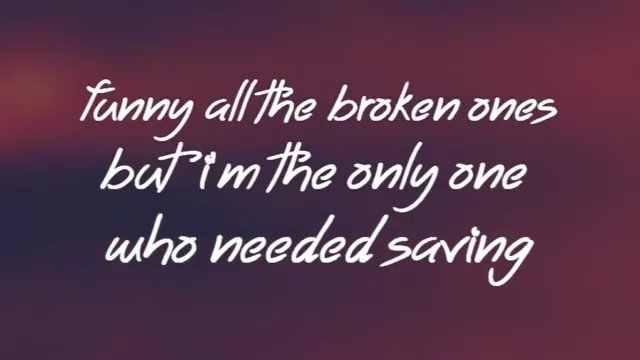 funny all the broken ones
but i'm the only one
who needed saving